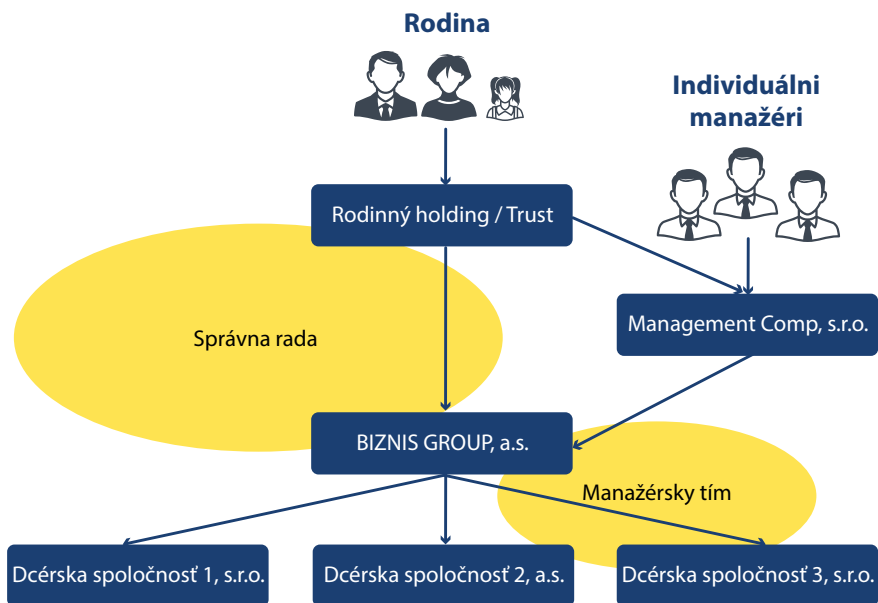 Rodina
Individuálni
manažéri
Rodinný holding / Trust
Management Comp, s.r.o.
Správna rada
BIZNIS GROUP, a.s.
Manažérsky tím
Dcérska spoločnosť 1, s.r.o.
Dcérska spoločnosť 2, a.s.
Dcérska spoločnosť 3, s.r.o.